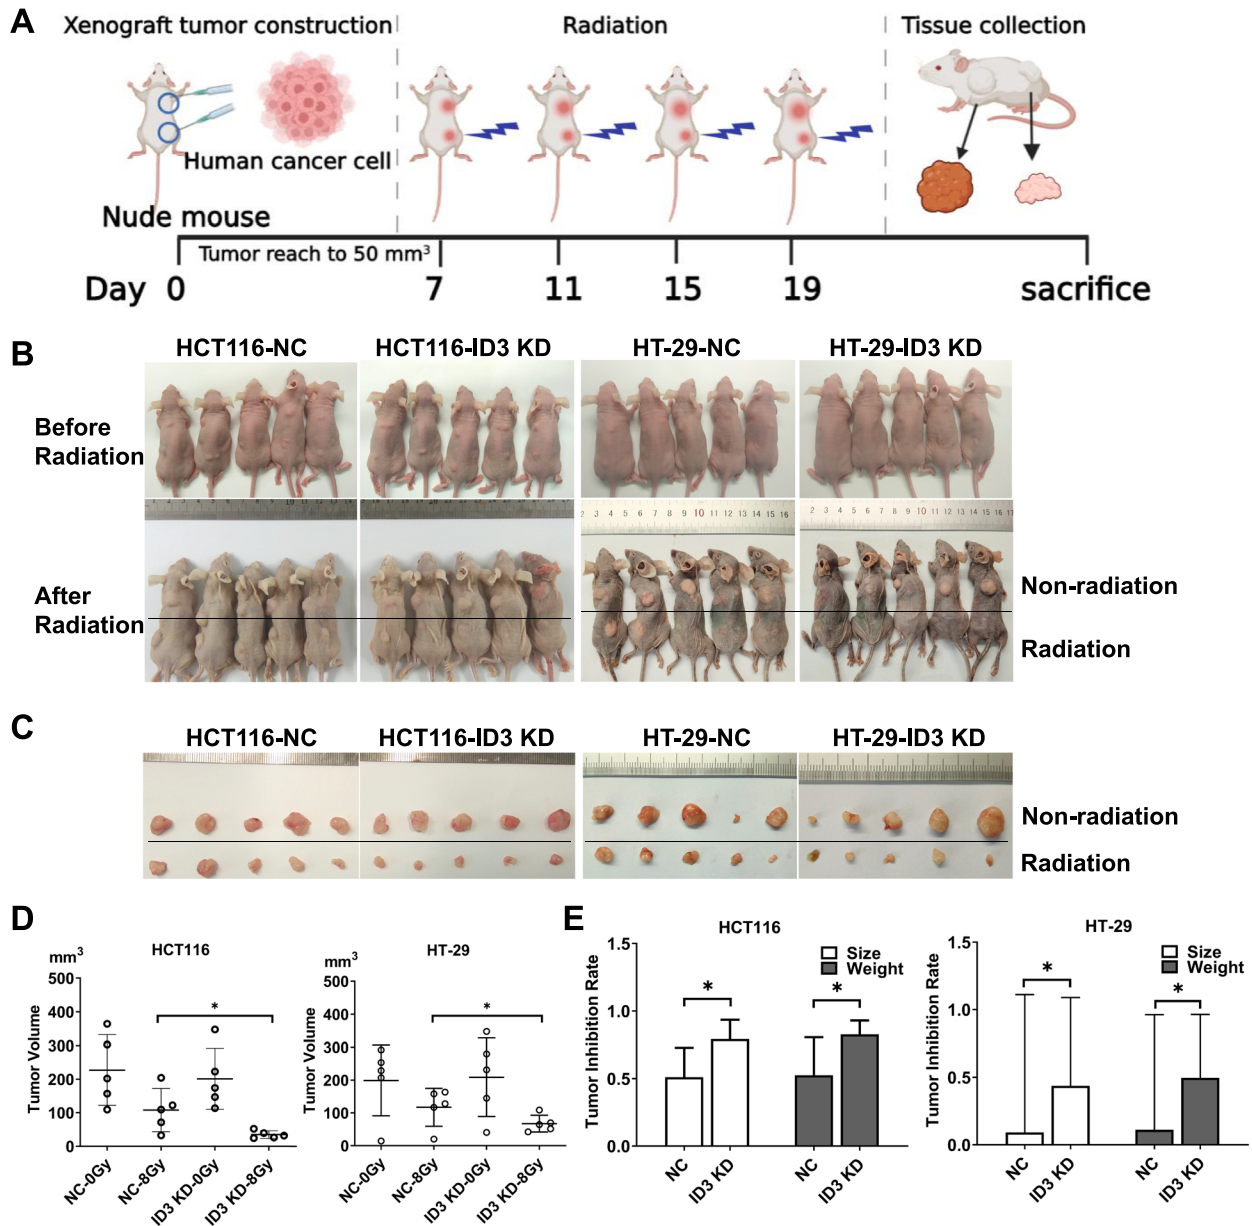 A
Xenograft tumor construction
Radiation
Tissue collection
Human cancer cell
Nude mouse
Tumor reach to 50 mm³
Day 0 7 11 15 19 sacrifice
B
HCT116-NC HCT116-ID3 KD HT-29-NC HT-29-ID3 KD
Before
Radiation
After
Radiation
Non-radiation
Radiation
C
HCT116-NC HCT116-ID3 KD HT-29-NC HT-29-ID3 KD
Non-radiation
Radiation
D
HCT116
mm³
Tumor Volume
500
400
300
200
100
0
*
NC-0Gy
NC-8Gy
ID3 KD-0Gy
ID3 KD-8Gy
HT-29
mm³
Tumor Volume
500
400
300
200
100
0
*
NC-0Gy
NC-8Gy
ID3 KD-0Gy
ID3 KD-8Gy
E
HCT116
Tumor Inhibition Rate
1.5
1.0
0.5
0.0
Size
Weight
*
*
NC
ID3 KD
NC
ID3 KD
HT-29
Tumor Inhibition Rate
1.5
1.0
0.5
0.0
Size
Weight
*
*
NC
ID3 KD
NC
ID3 KD